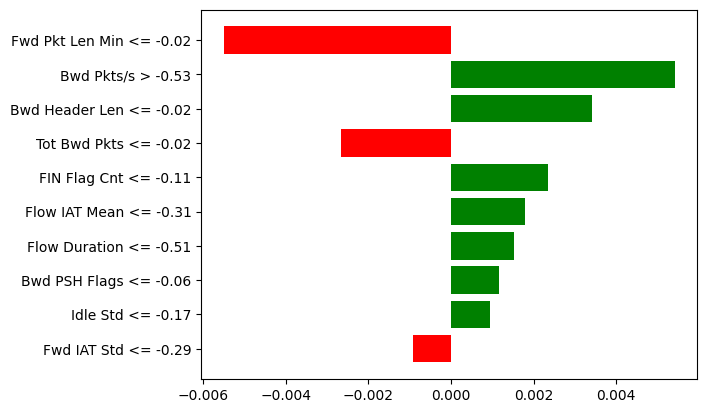 Fwd Pkt Len Min <= -0.02
Bwd Pkts/s > -0.53
Bwd Header Len <= -0.02
Tot Bwd Pkts <= -0.02
FIN Flag Cnt <= -0.11
Flow IAT Mean <= -0.31
Flow Duration <= -0.51
Bwd PSH Flags <= -0.06
Idle Std <= -0.17
Fwd IAT Std <= -0.29
−0.006 −0.004 −0.002 0.000 0.002 0.004